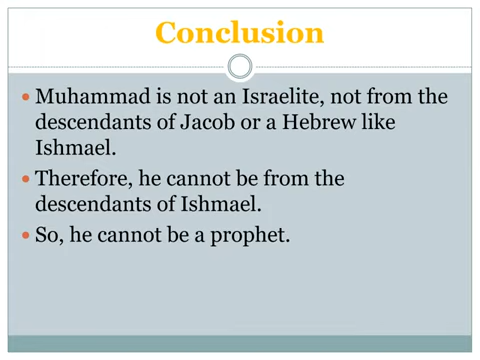 Conclusion
• Muhammad is not an Israelite, not from the
descendants of Jacob or a Hebrew like
Ishmael.
• Therefore, he cannot be from the
descendants of Ishmael.
• So, he cannot be a prophet.